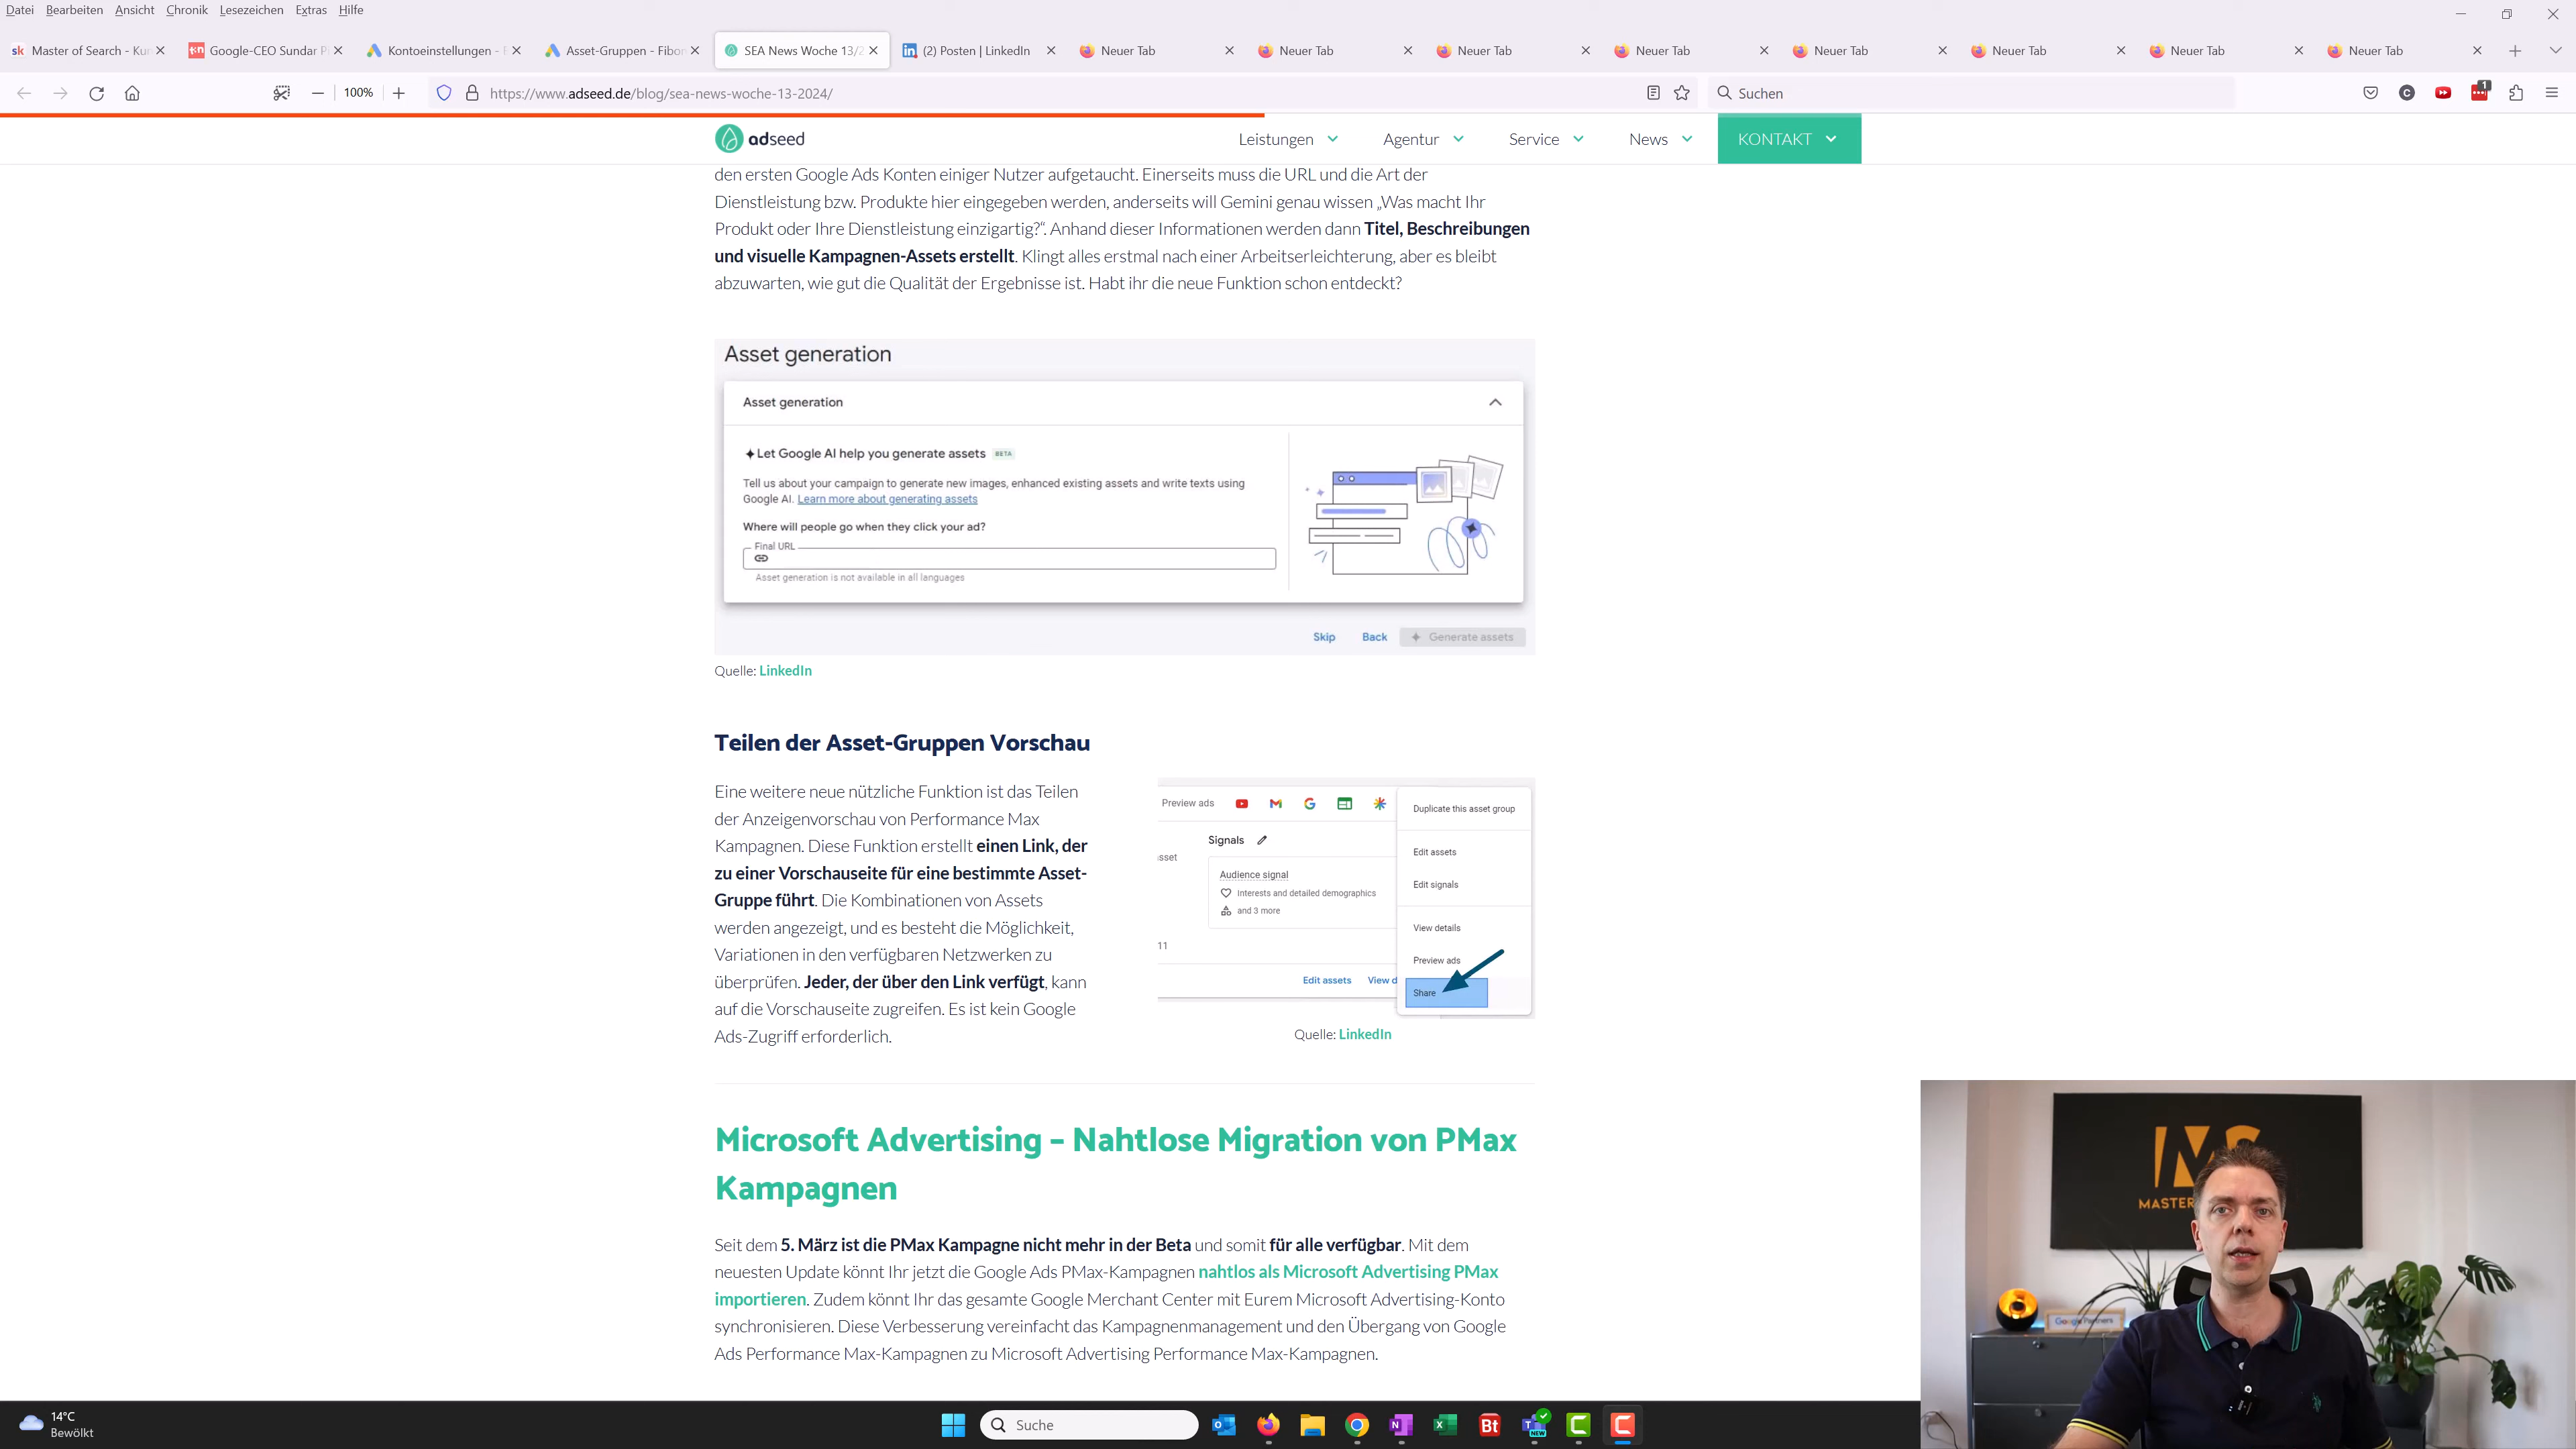 Datei Bearbeiten Ansicht Chronik Lesezeichen Extras Hilfe
sk Master of Search - Ku
t3n Google-CEO Sundar Pi
Kontoeinstellungen -
Asset-Gruppen - Fibo
SEA News Woche 13/2
(2) Posten | LinkedIn
Neuer Tab
Neuer Tab
Neuer Tab
Neuer Tab
Neuer Tab
Neuer Tab
Neuer Tab
Neuer Tab
100%
https://www.adseed.de/blog/sea-news-woche-13-2024/
Suchen
C
1
adseed
Leistungen
Agentur
Service
News
KONTAKT
den ersten Google Ads Konten einiger Nutzer aufgetaucht. Einerseits muss die URL und die Art der
Dienstleistung bzw. Produkte hier eingegeben werden, anderseits will Gemini genau wissen „Was macht Ihr
Produkt oder Ihre Dienstleistung einzigartig?“. Anhand dieser Informationen werden dann Titel, Beschreibungen
und visuelle Kampagnen-Assets erstellt. Klingt alles erstmal nach einer Arbeitserleichterung, aber es bleibt
abzuwarten, wie gut die Qualität der Ergebnisse ist. Habt ihr die neue Funktion schon entdeckt?
Asset generation
Asset generation
Let Google AI help you generate assets BETA
Tell us about your campaign to generate new images, enhanced existing assets and write texts using
Google AI. Learn more about generating assets
Where will people go when they click your ad?
Final URL
Asset generation is not available in all languages
Skip Back Generate assets
Quelle: LinkedIn
Teilen der Asset-Gruppen Vorschau
Eine weitere neue nützliche Funktion ist das Teilen
der Anzeigenvorschau von Performance Max
Kampagnen. Diese Funktion erstellt einen Link, der
zu einer Vorschauseite für eine bestimmte Asset-
Gruppe führt. Die Kombinationen von Assets
werden angezeigt, und es besteht die Möglichkeit,
Variationen in den verfügbaren Netzwerken zu
überprüfen. Jeder, der über den Link verfügt, kann
auf die Vorschauseite zugreifen. Es ist kein Google
Ads-Zugriff erforderlich.
Preview ads
Signals
asset
Audience signal
Interests and detailed demographics
and 3 more
11
Edit assets View d
Duplicate this asset group
Edit assets
Edit signals
View details
Preview ads
Share
Quelle: LinkedIn
Microsoft Advertising – Nahtlose Migration von PMax
Kampagnen
Seit dem 5. März ist die PMax Kampagne nicht mehr in der Beta und somit für alle verfügbar. Mit dem
neuesten Update könnt Ihr jetzt die Google Ads PMax-Kampagnen nahtlos als Microsoft Advertising PMax
importieren. Zudem könnt Ihr das gesamte Google Merchant Center mit Eurem Microsoft Advertising-Konto
synchronisieren. Diese Verbesserung vereinfacht das Kampagnenmanagement und den Übergang von Google
Ads Performance Max-Kampagnen zu Microsoft Advertising Performance Max-Kampagnen.
MASTER
Google Partners
14°C
Bewölkt
Suche
Bt
NEW